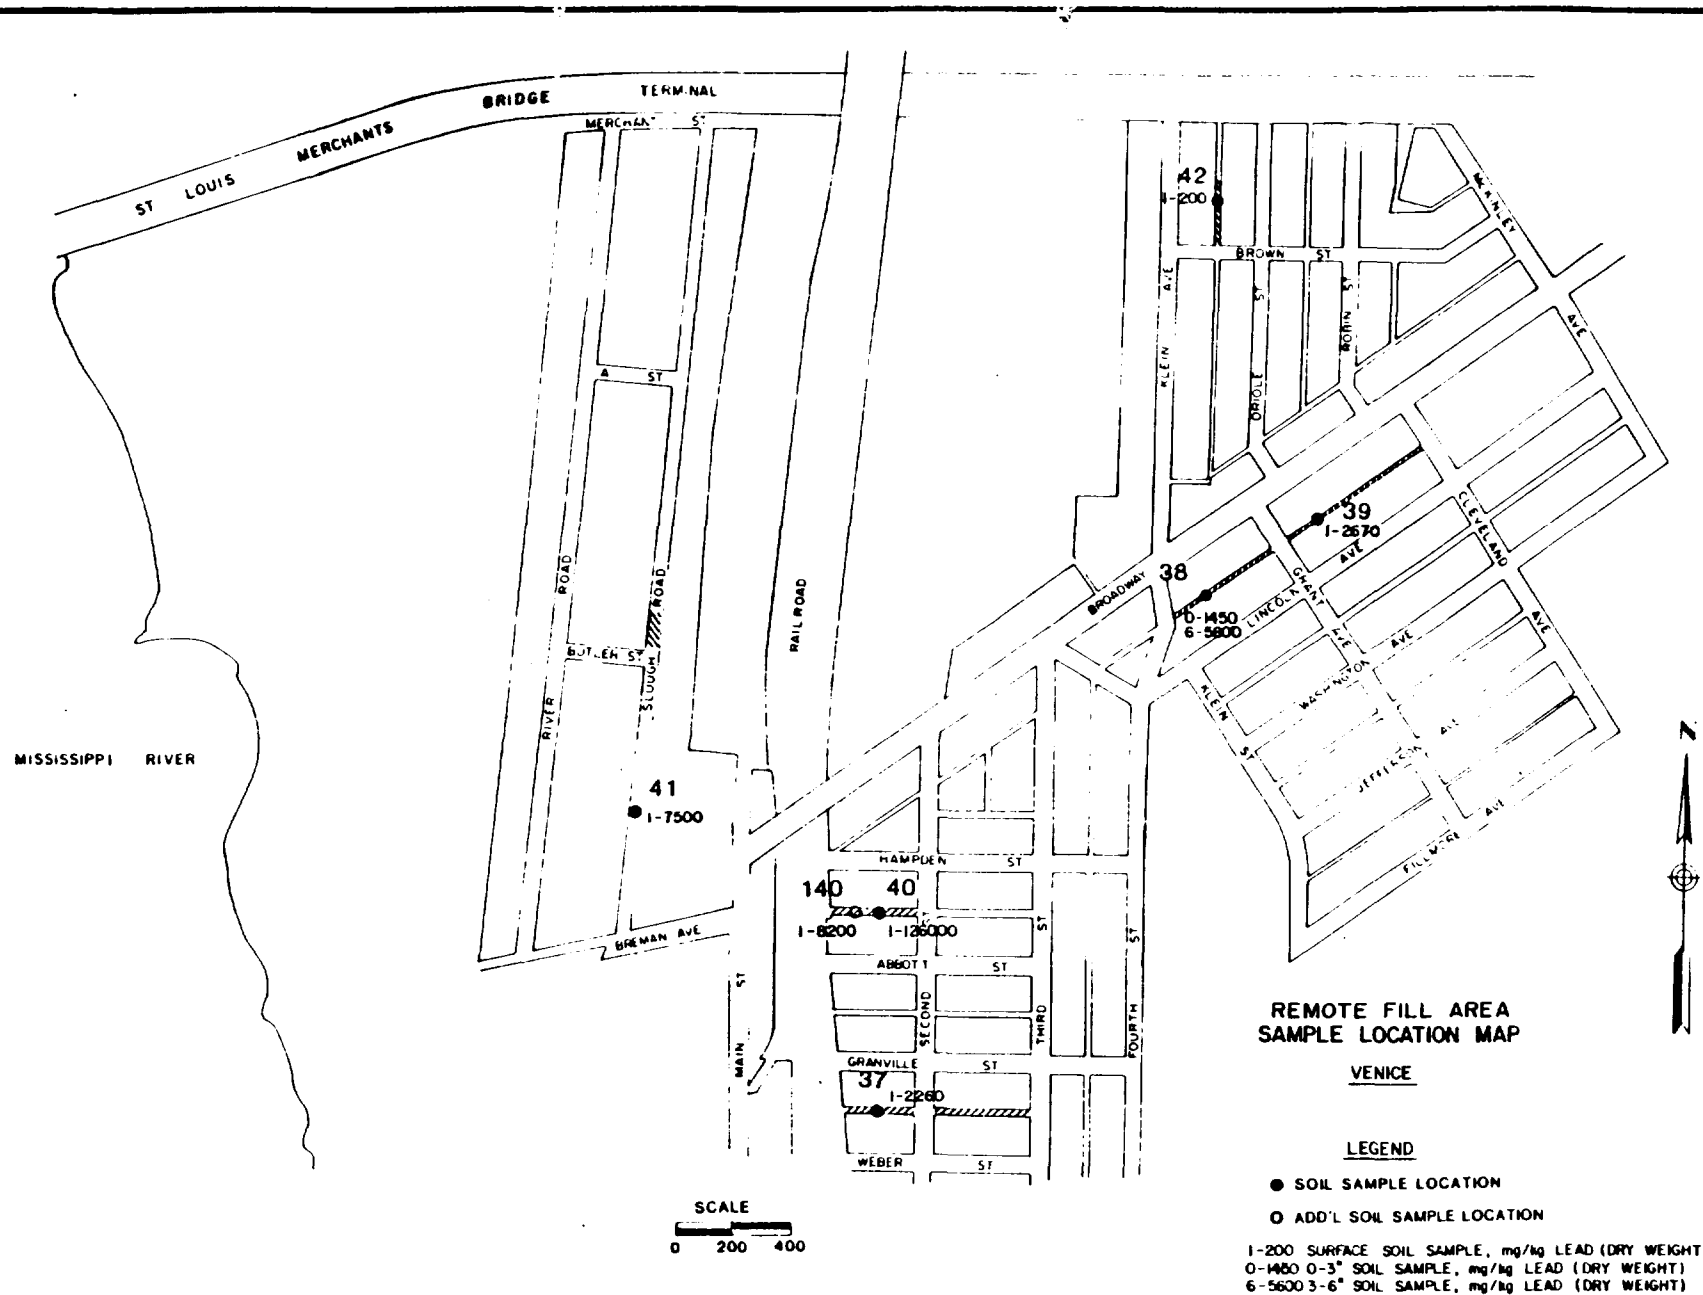 ST LOUIS MERCHANTS BRIDGE TERMINAL
MERCHANT ST
42
1-200
MCKINLEY AVE
BROWN ST
KLEIN AVE
ORIOLE ST
ROBIN ST
A ST
RIVER ROAD
SLOUGH ROAD
RAILROAD
BUTLER ST
39
1-2670
38
0-1450
6-5800
BROADWAY
LINCOLN AVE
GRANT AVE
CLEVELAND AVE
WASHINGTON AVE
KLEIN ST
JEFFERSON AVE
FILLMORE AVE
MISSISSIPPI RIVER
41
1-7500
N
HAMPDEN ST
140
40
1-8200
1-126000
BREMAN AVE
ABBOTT ST
MAIN ST
SECOND ST
THIRD ST
FOURTH ST
GRANVILLE ST
37
1-2260
WEBER ST
REMOTE FILL AREA
SAMPLE LOCATION MAP
VENICE
LEGEND
SOIL SAMPLE LOCATION
ADD'L SOIL SAMPLE LOCATION
1-200 SURFACE SOIL SAMPLE, mg/kg LEAD (DRY WEIGHT
0-1450 0-3" SOIL SAMPLE, mg/kg LEAD (DRY WEIGHT)
6-5600 3-6" SOIL SAMPLE, mg/kg LEAD (DRY WEIGHT)
SCALE
0 200 400